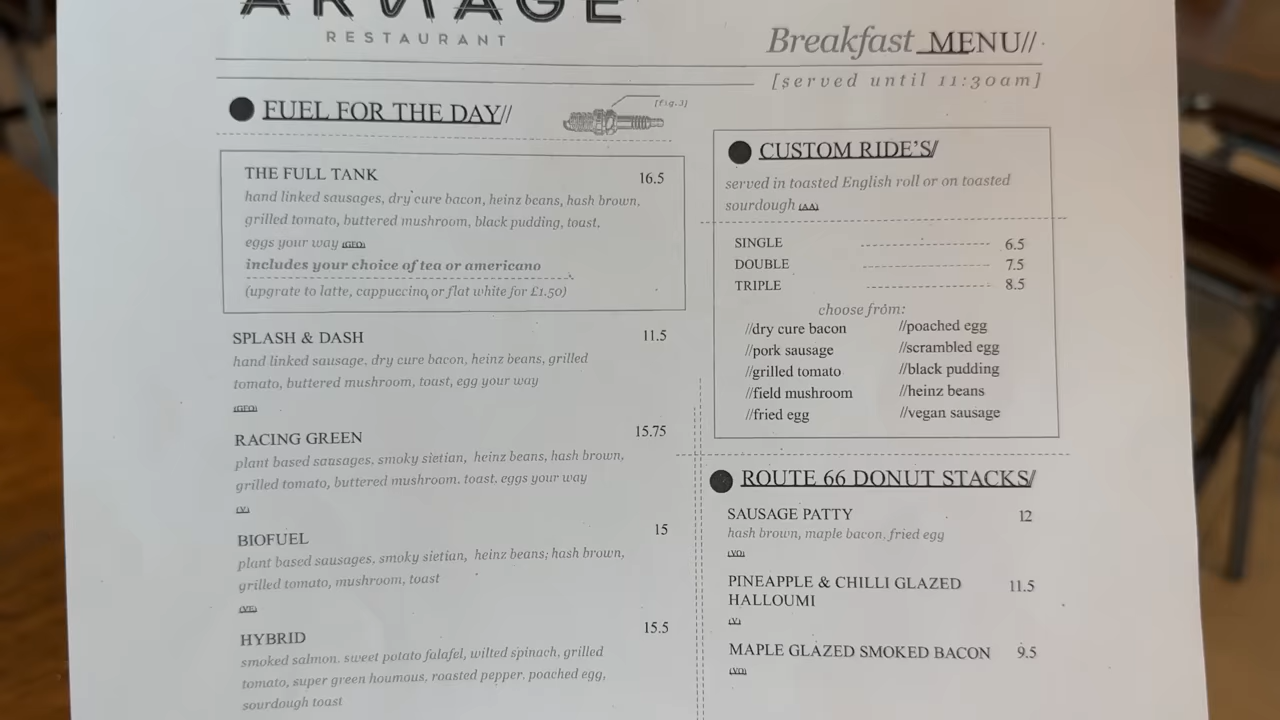 ARNAGE
RESTAURANT
Breakfast MENU//
[served until 11:30am]
FUEL FOR THE DAY//
[fig.3]
THE FULL TANK 16.5
hand linked sausages, dry cure bacon, heinz beans, hash brown,
grilled tomato, buttered mushroom, black pudding, toast,
eggs your way (GFO)
includes your choice of tea or americano
(upgrate to latte, cappuccino or flat white for £1.50)
SPLASH & DASH 11.5
hand linked sausage, dry cure bacon, heinz beans, grilled
tomato, buttered mushroom, toast, egg your way
(GFO)
RACING GREEN 15.75
plant based sausages, smoky sietian, heinz beans, hash brown,
grilled tomato, buttered mushroom, toast, eggs your way
(V)
BIOFUEL 15
plant based sausages, smoky sietian, heinz beans; hash brown,
grilled tomato, mushroom, toast
(VE)
HYBRID 15.5
smoked salmon, sweet potato falafel, wilted spinach, grilled
tomato, super green houmous, roasted pepper, poached egg,
sourdough toast
CUSTOM RIDE'S/
served in toasted English roll or on toasted
sourdough (AA)
SINGLE 6.5
DOUBLE 7.5
TRIPLE 8.5
choose from:
//dry cure bacon
//pork sausage
//grilled tomato
//field mushroom
//fried egg
//poached egg
//scrambled egg
//black pudding
//heinz beans
//vegan sausage
ROUTE 66 DONUT STACKS/
SAUSAGE PATTY 12
hash brown, maple bacon, fried egg
(VO)
PINEAPPLE & CHILLI GLAZED 11.5
HALLOUMI
(V)
MAPLE GLAZED SMOKED BACON 9.5
(VO)